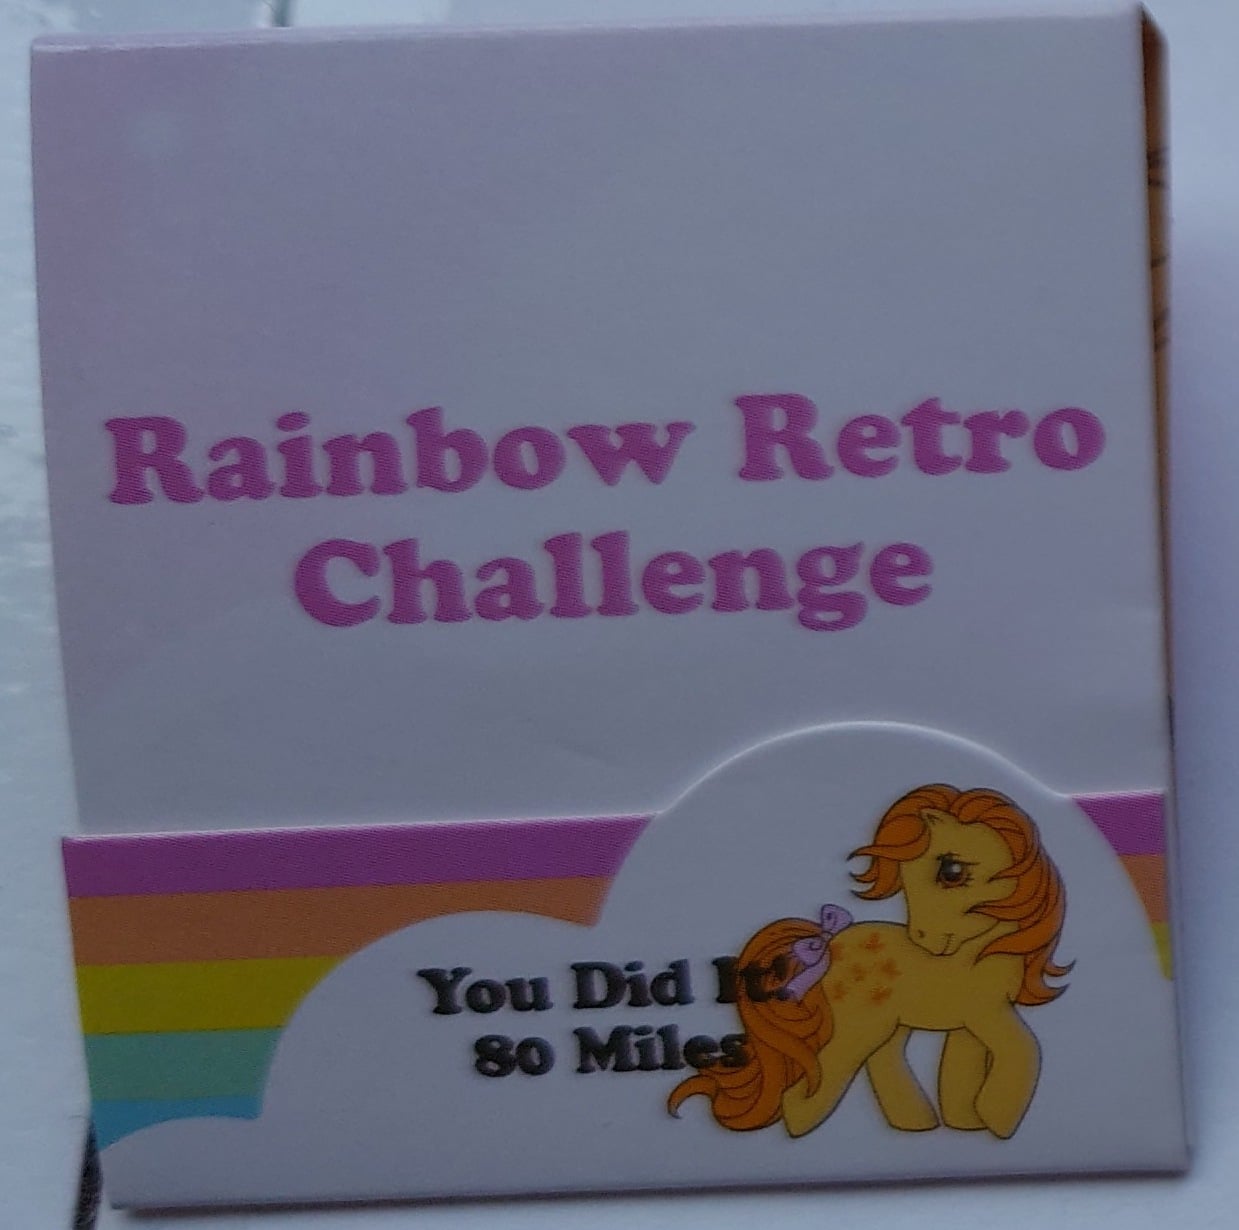 Rainbow Retro
Challenge
You Did It!
80 Miles